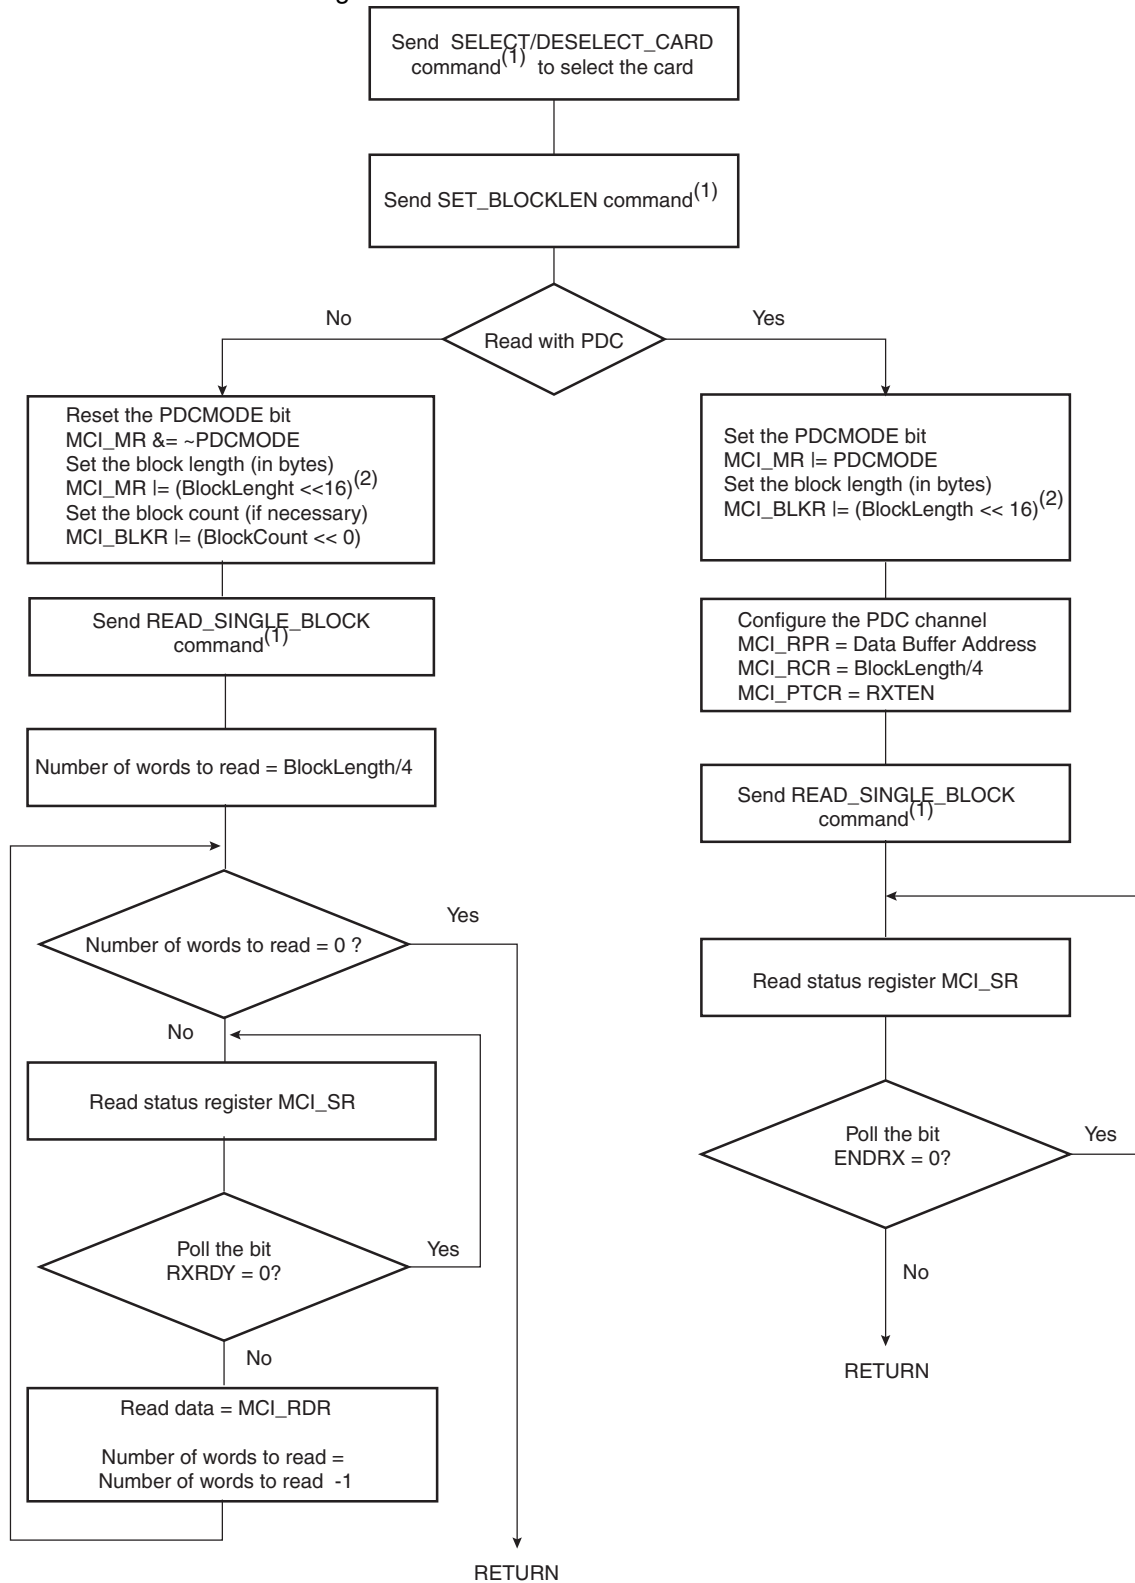 Send SELECT/DESELECT_CARD
command(1) to select the card
Send SET_BLOCKLEN command(1)
Read with PDC
No
Yes
Reset the PDCMODE bit
MCI_MR &= ~PDCMODE
Set the block length (in bytes)
MCI_MR |= (BlockLenght <<16)(2)
Set the block count (if necessary)
MCI_BLKR |= (BlockCount << 0)
Send READ_SINGLE_BLOCK
command(1)
Number of words to read = BlockLength/4
Number of words to read = 0 ?
Yes
No
Read status register MCI_SR
Poll the bit
RXRDY = 0?
Yes
No
Read data = MCI_RDR
Number of words to read =
Number of words to read -1
RETURN
Set the PDCMODE bit
MCI_MR |= PDCMODE
Set the block length (in bytes)
MCI_BLKR |= (BlockLength << 16)(2)
Configure the PDC channel
MCI_RPR = Data Buffer Address
MCI_RCR = BlockLength/4
MCI_PTCR = RXTEN
Send READ_SINGLE_BLOCK
command(1)
Read status register MCI_SR
Poll the bit
ENDRX = 0?
Yes
No
RETURN